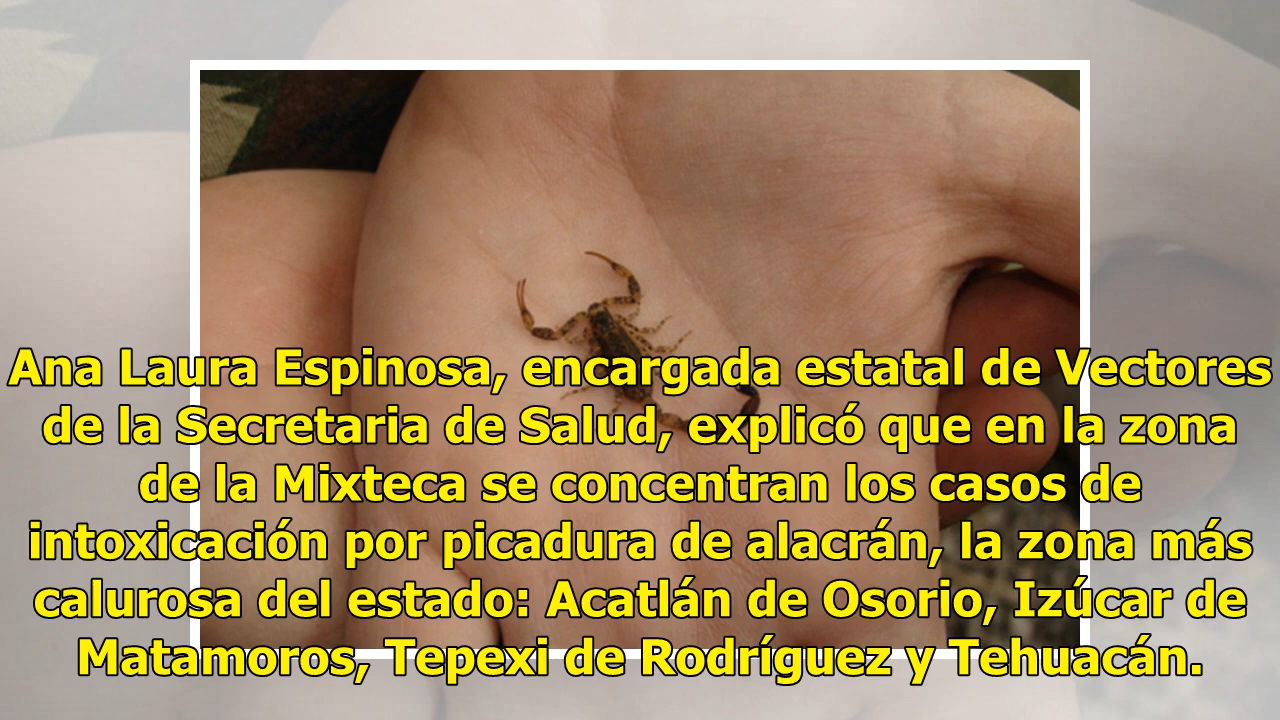 Ana Laura Espinosa, encargada estatal de Vectores
de la Secretaria de Salud, explicó que en la zona
de la Mixteca se concentran los casos de
intoxicación por picadura de alacrán, la zona más
calurosa del estado: Acatlán de Osorio, Izúcar de
Matamoros, Tepexi de Rodríguez y Tehuacán.